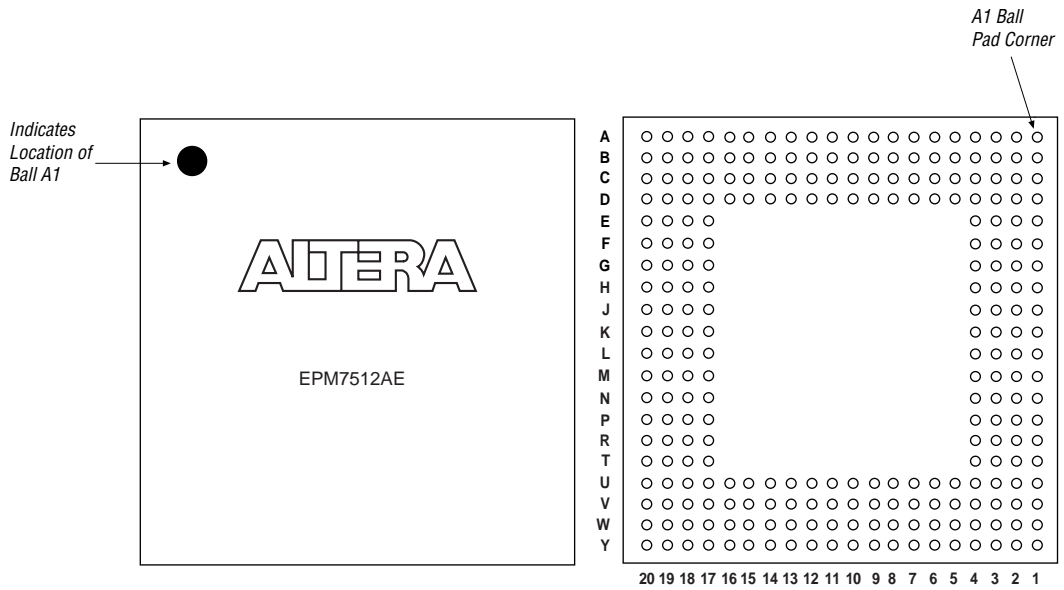 A1 Ball
Pad Corner
Indicates
Location of
Ball A1
ALTERA
EPM7512AE
A
B
C
D
E
F
G
H
J
K
L
M
N
P
R
T
U
V
W
Y
20 19 18 17 16 15 14 13 12 11 10 9 8 7 6 5 4 3 2 1